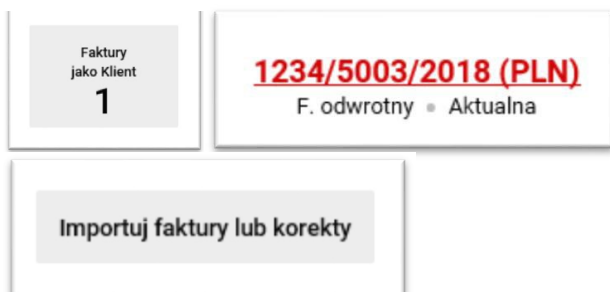 Faktury
jako Klient
1
1234/5003/2018 (PLN)
F. odwrotny • Aktualna
Importuj faktury lub korekty